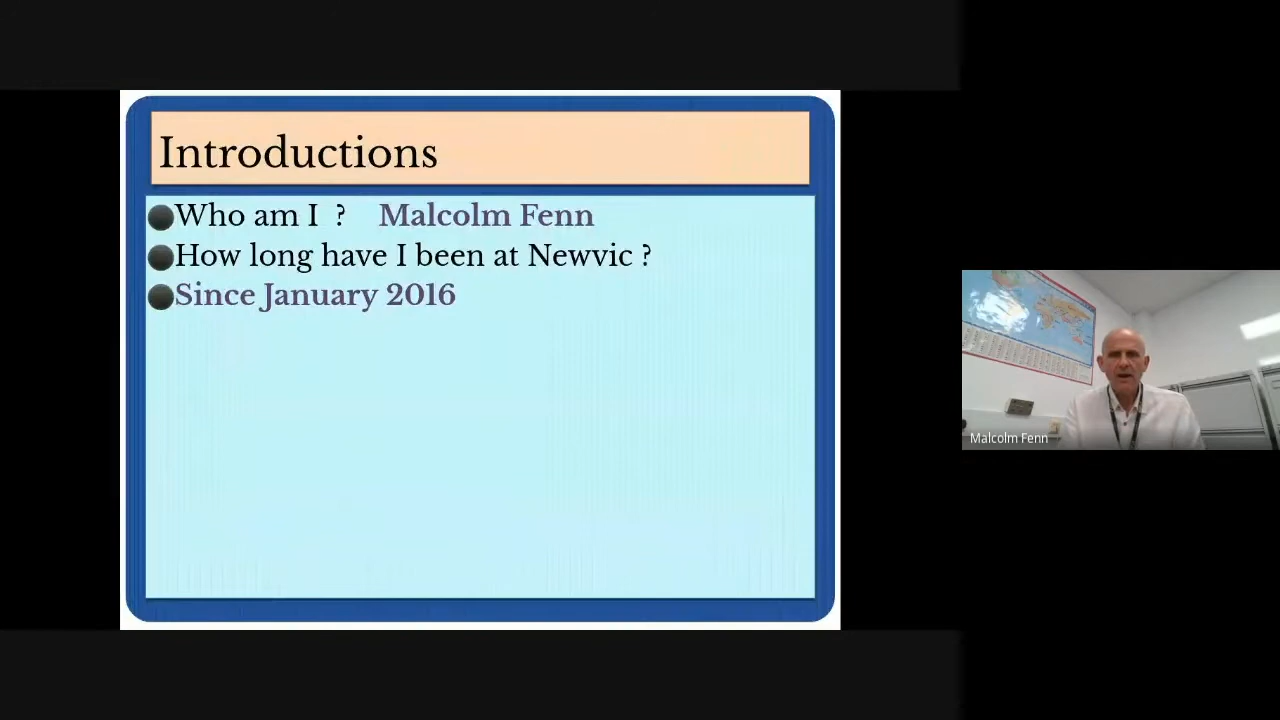 Introductions
Who am I ? Malcolm Fenn
How long have I been at Newvic ?
Since January 2016
Malcolm Fenn